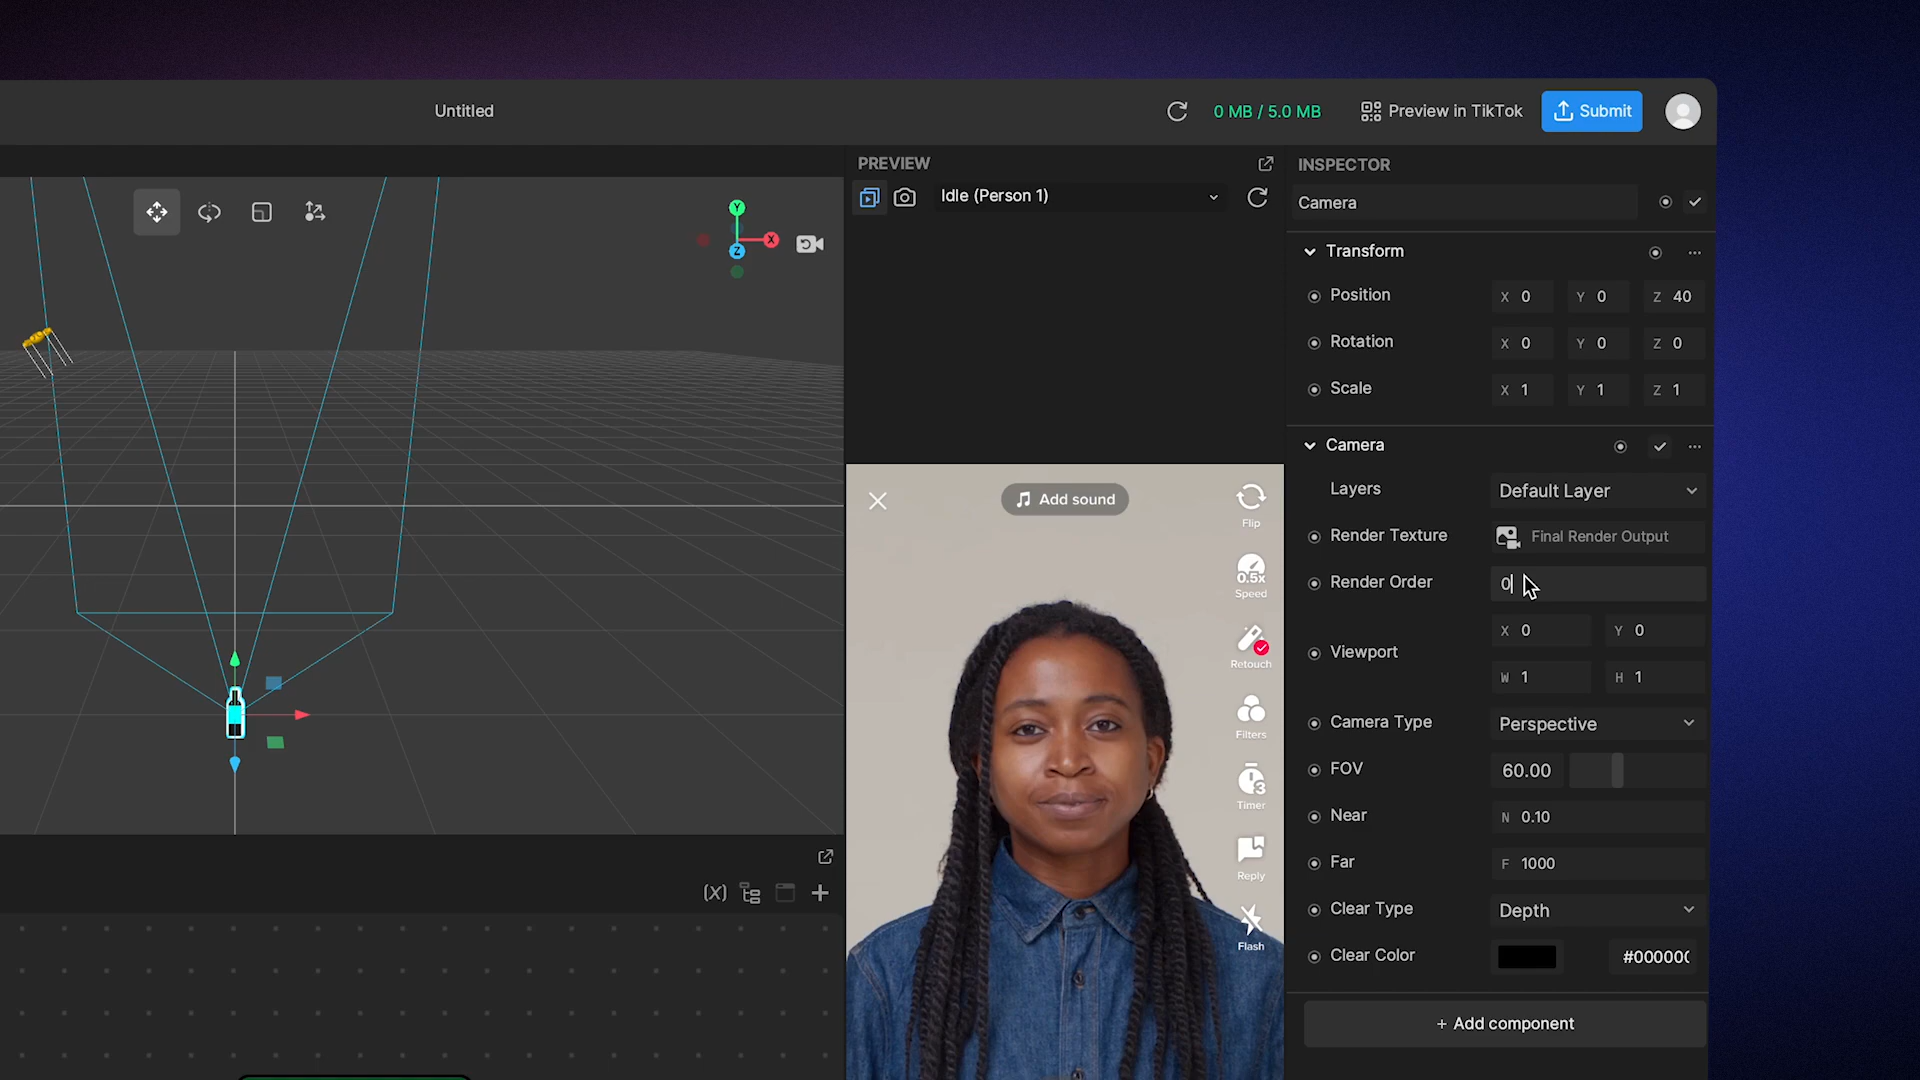 Untitled
0 MB / 5.0 MB
Preview in TikTok
Submit
PREVIEW
Idle (Person 1)
Y
X
Z
Add sound
Flip
0.5x
Speed
Retouch
Filters
3
Timer
Reply
Flash
(X)
INSPECTOR
Camera
Transform
Position X 0 Y 0 Z 40
Rotation X 0 Y 0 Z 0
Scale X 1 Y 1 Z 1
Camera
Layers Default Layer
Render Texture Final Render Output
Render Order 0
Viewport X 0 Y 0
W 1 H 1
Camera Type Perspective
FOV 60.00
Near N 0.10
Far F 1000
Clear Type Depth
Clear Color #00000(
+ Add component